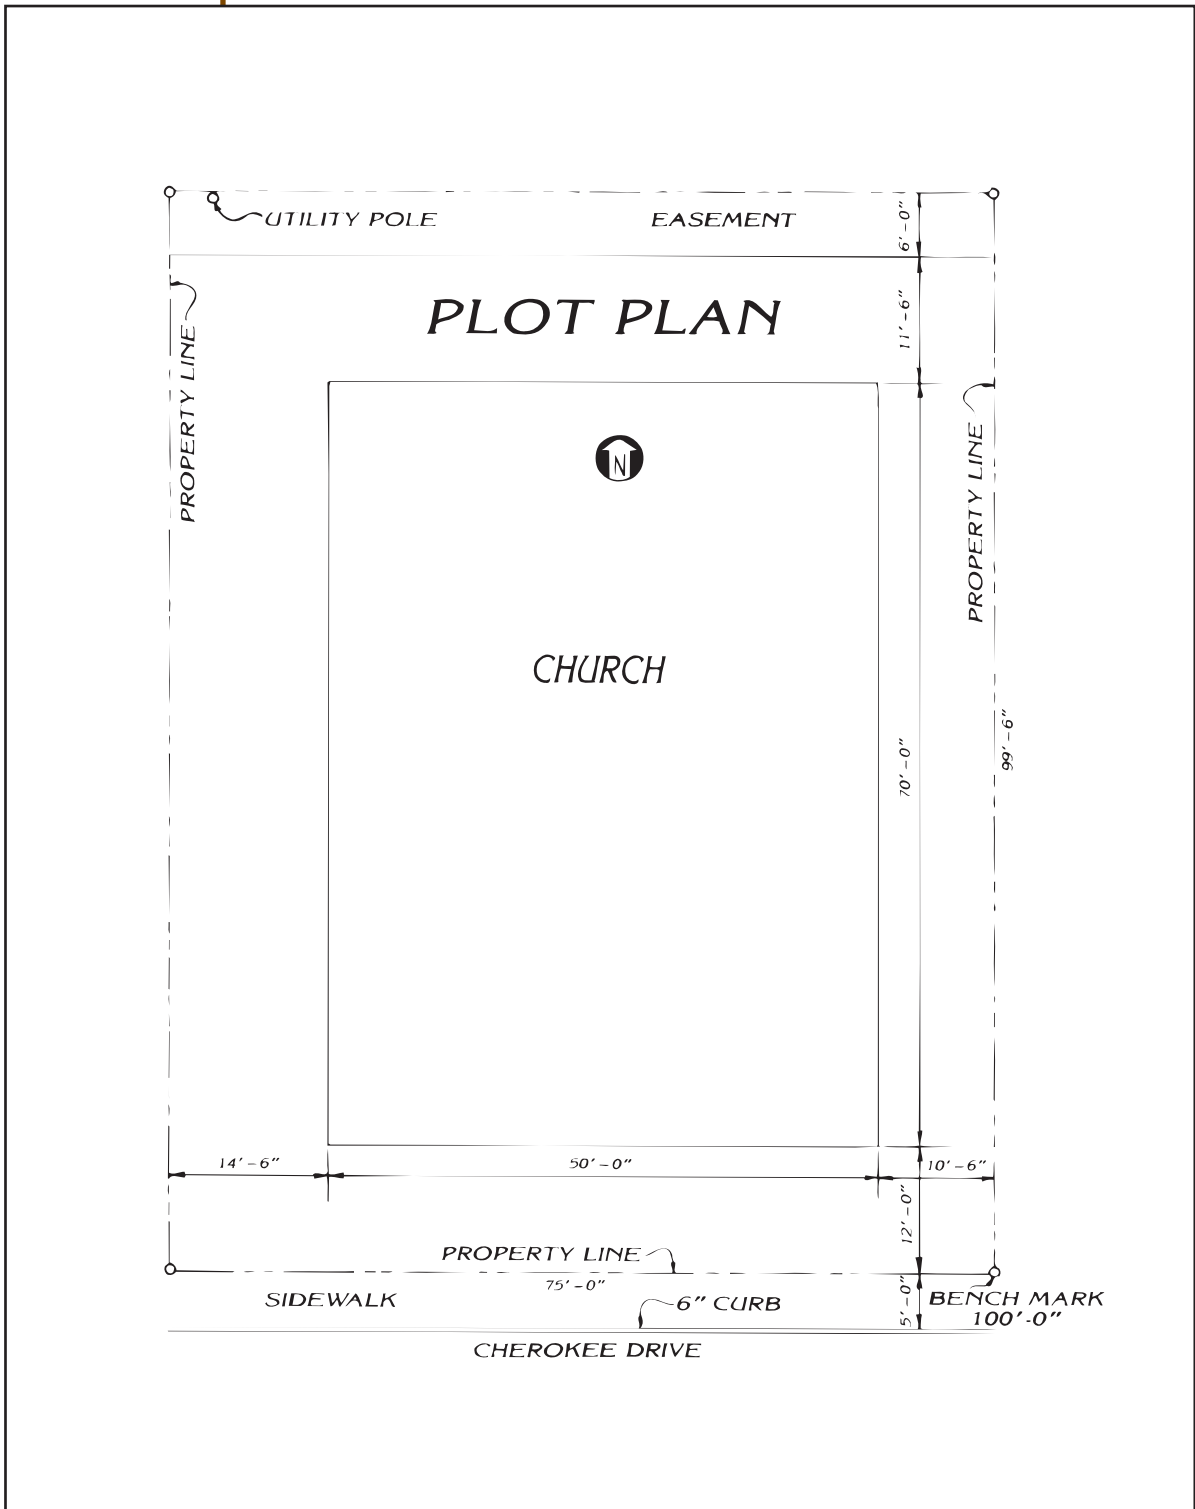 UTILITY POLE
EASEMENT
6'-0"
PLOT PLAN
11'-6"
PROPERTY LINE
PROPERTY LINE
N
CHURCH
70'-0"
99'-6"
14'-6"
50'-0"
10'-6"
12'-0"
PROPERTY LINE
75'-0"
SIDEWALK
6" CURB
5'-0"
BENCH MARK
100'-0"
CHEROKEE DRIVE